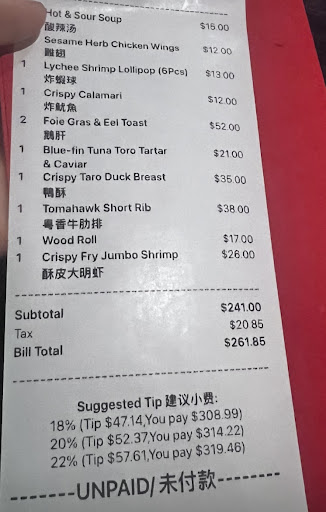 Hot & Sour Soup $15.00
酸辣汤
Sesame Herb Chicken Wings $12.00
雞翅
1 Lychee Shrimp Lollipop (6Pcs) $13.00
炸蝦球
1 Crispy Calamari $12.00
炸魷魚
2 Foie Gras & Eel Toast $52.00
鵝肝
1 Blue-fin Tuna Toro Tartar $21.00
& Caviar
1 Crispy Taro Duck Breast $35.00
鴨酥
1 Tomahawk Short Rib $38.00
粵香牛肋排
1 Wood Roll $17.00
1 Crispy Fry Jumbo Shrimp $26.00
酥皮大明虾
Subtotal $241.00
Tax $20.85
Bill Total $261.85
Suggested Tip 建议小费:
18% (Tip $47.14,You pay $308.99)
20% (Tip $52.37,You pay $314.22)
22% (Tip $57.61,You pay $319.46)
-------UNPAID/未付款-------